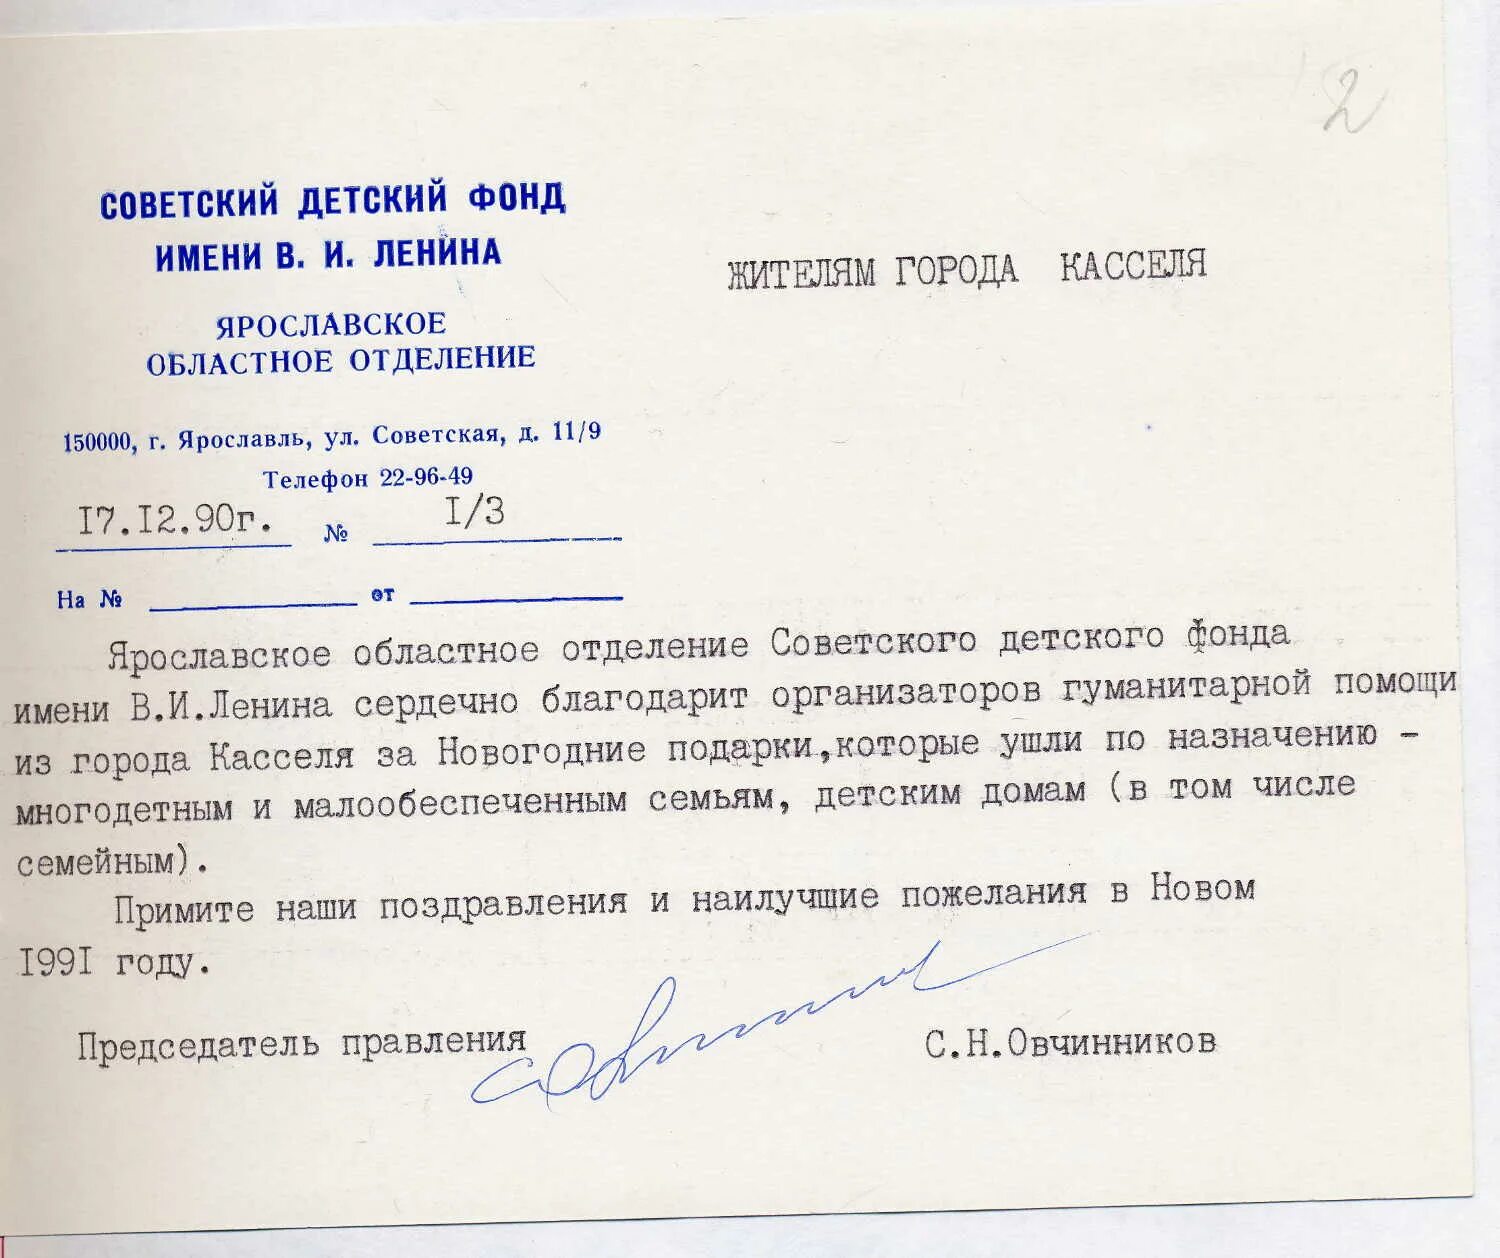 2
СОВЕТСКИЙ ДЕТСКИЙ ФОНД
ИМЕНИ В. И. ЛЕНИНА
ЯРОСЛАВСКОЕ
ОБЛАСТНОЕ ОТДЕЛЕНИЕ
150000, г. Ярославль, ул. Советская, д. 11/9
Телефон 22-96-49
I7.I2.90г. № I/3
На № от
ЖИТЕЛЯМ ГОРОДА КАССЕЛЯ
Ярославское областное отделение Советского детского фонда
имени В.И.Ленина сердечно благодарит организаторов гуманитарной помощи
из города Касселя за Новогодние подарки,которые ушли по назначению -
многодетным и малообеспеченным семьям, детским домам (в том числе
семейным).
Примите наши поздравления и наилучшие пожелания в Новом
I99I году.
Председатель правления С.Н.Овчинников